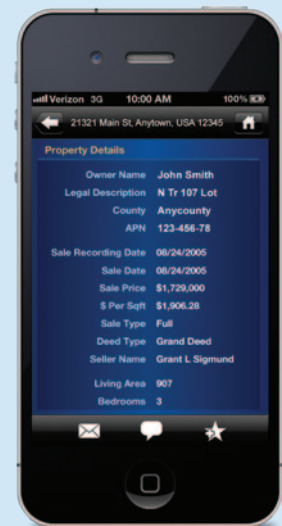 Verizon 3G 10:00 AM 100%
21321 Main St, Anytown, USA 12345
Property Details
Owner Name John Smith
Legal Description N Tr 107 Lot
County Anycounty
APN 123-456-78
Sale Recording Date 08/24/2005
Sale Date 08/24/2005
Sale Price $1,729,000
$ Per Sqft $1,906.28
Sale Type Full
Deed Type Grand Deed
Seller Name Grant L Sigmund
Living Area 907
Bedrooms 3